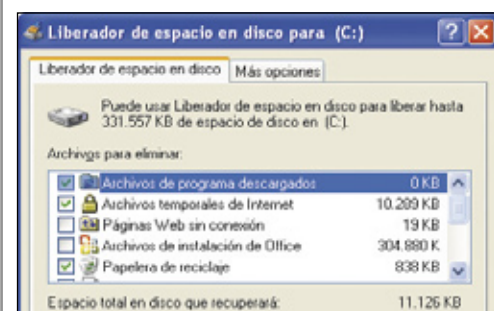 Liberador de espacio en disco para (C:)
Liberador de espacio en disco Más opciones
Puede usar Liberador de espacio en disco para liberar hasta
331.557 KB de espacio de disco en (C:).
Archivos para eliminar:
Archivos de programa descargados 0 KB
Archivos temporales de Internet 10.289 KB
Páginas Web sin conexión 19 KB
Archivos de instalación de Office 304.880 K
Papelera de reciclaje 838 KB
Espacio total en disco que recuperará: 11.126 KB